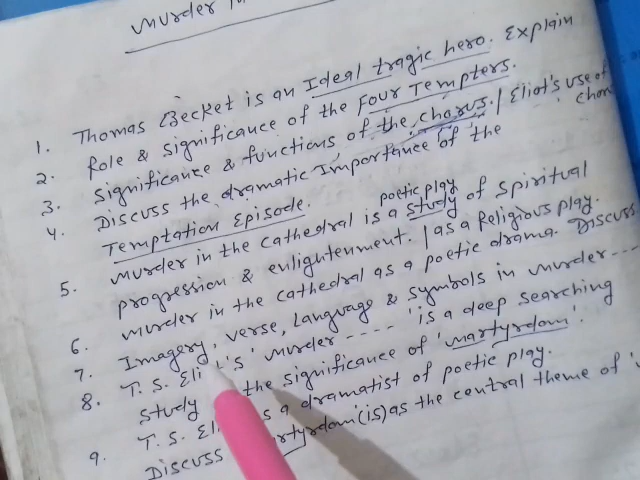 Murder in
1. Thomas Becket is an Ideal tragic hero. Explain
2. Role & significance of the Four Tempters.
3. Significance & functions of the chorus. / Eliot's use of
chor
4. Discuss the dramatic Importance of the
Temptation Episode.
poetic play
5. Murder in the cathedral is a study of spiritual
progression & enlightenment. / as a Religious play.
6. Murder in the cathedral as a poetic drama. Discuss
7. Imagery, verse, Language & symbols in Murder ---
8. T. S. Eli 's 'Murder ---- ' is a deep searching
study the significance of 'martyrdom'.
9. T. S. El s a dramatist of poetic play.
Discuss rtyrdom (is) as the central theme of '